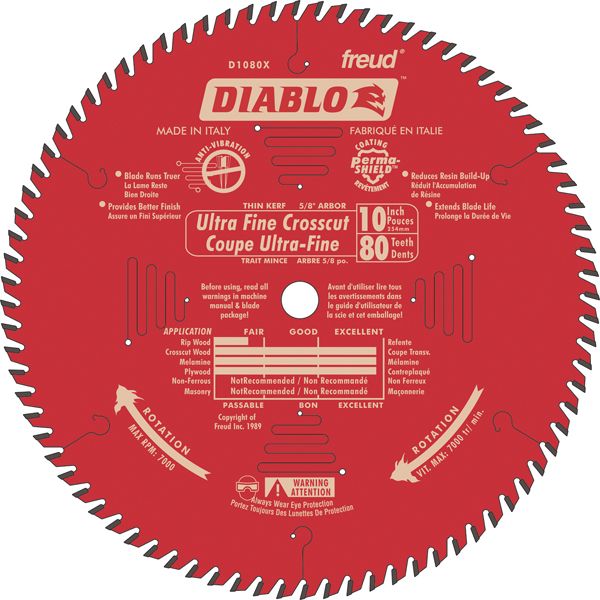 D1080X
freud®
DIABLO™
MADE IN ITALY
FABRIQUÉ EN ITALIE
ANTI-VIBRATION
COATING
perma-SHIELD™
REVÊTEMENT
• Blade Runs Truer
La Lame Reste
Bien Droite
• Provides Better Finish
Assure un Fini Supérieur
• Reduces Resin Build-Up
Réduit l'Accumulation
de Résine
• Extends Blade Life
Prolonge la Durée de Vie
THIN KERF 5/8" ARBOR
Ultra Fine Crosscut
Coupe Ultra-Fine
TRAIT MINCE ARBRE 5/8 po.
10 Inch
Pouces
254mm
80 Teeth
Dents
Before using, read all
warnings in machine
manual & blade
package!
Avant d'utiliser lire tous
les avertissements dans
le guide d'utilisateur de
la scie et cet emballage!
APPLICATION FAIR GOOD EXCELLENT
Rip Wood Refente
Crosscut Wood Coupe Transv.
Melamine Mélamine
Plywood Contreplaqué
Non-Ferrous NotRecommended / Non Recommandé Non Ferreux
Masonry NotRecommended / Non Recommandé Maçonnerie
PASSABLE BON EXCELLENT
ROTATION
MAX RPM: 7000
Copyright of
Freud Inc. 1989
ROTATION
VIT. MAX: 7000 tr/ min.
WARNING
ATTENTION
Always Wear Eye Protection
Portez Toujours Des Lunettes De Protection